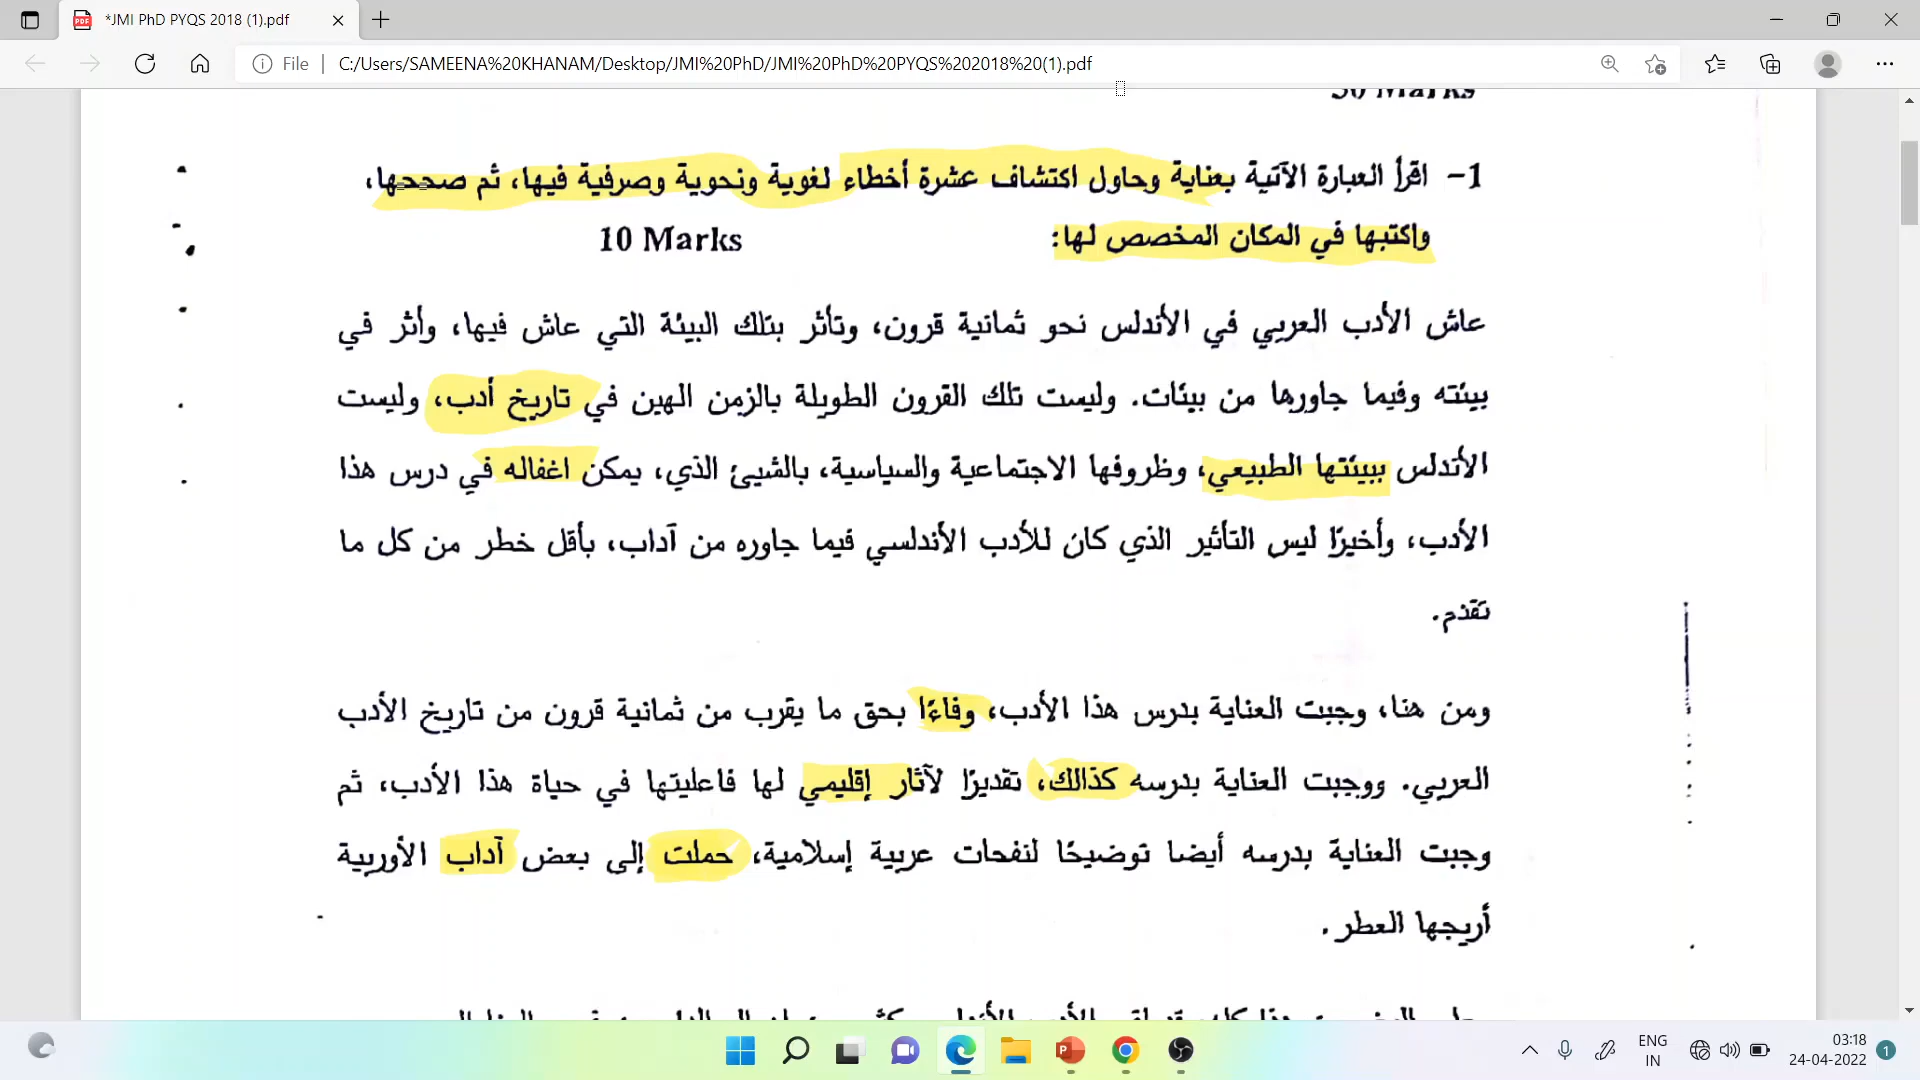 *JMI PhD PYQS 2018 (1).pdf
File | C:/Users/SAMEENA%20KHANAM/Desktop/JMI%20PhD/JMI%20PhD%20PYQS%202018%20(1).pdf
Marks
1- اقرأ العبارة الآتية بعناية وحاول اكتشاف عشرة أخطاء لغوية ونحوية وصرفية فيها، ثم صححها،
واكتبها في المكان المخصص لها: 10 Marks
عاش الأدب العربي في الأندلس نحو ثمانية قرون، وتأثر بتلك البيئة التي عاش فيها، وأثر في
بيئته وفيما جاورها من بيئات. وليست تلك القرون الطويلة بالزمن الهين في تاريخ أدب، وليست
الأندلس ببيئتها الطبيعي، وظروفها الاجتماعية والسياسية، بالشيئ الذي، يمكن اغفاله في درس هذا
الأدب، وأخيرًا ليس التأثير الذي كان للأدب الأندلسي فيما جاوره من آداب، بأقل خطر من كل ما
تقدم.
ومن هنا، وجبت العناية بدرس هذا الأدب، وفاءًا بحق ما يقرب من ثمانية قرون من تاريخ الأدب
العربي. ووجبت العناية بدرسه كذالك، تقديرًا لآثار إقليمي لها فاعليتها في حياة هذا الأدب، ثم
وجبت العناية بدرسه أيضا توضيحًا لنفحات عربية إسلامية، حملت إلى بعض آداب الأوربية
أريجها العطر.
ENG
IN
03:18
24-04-2022
1